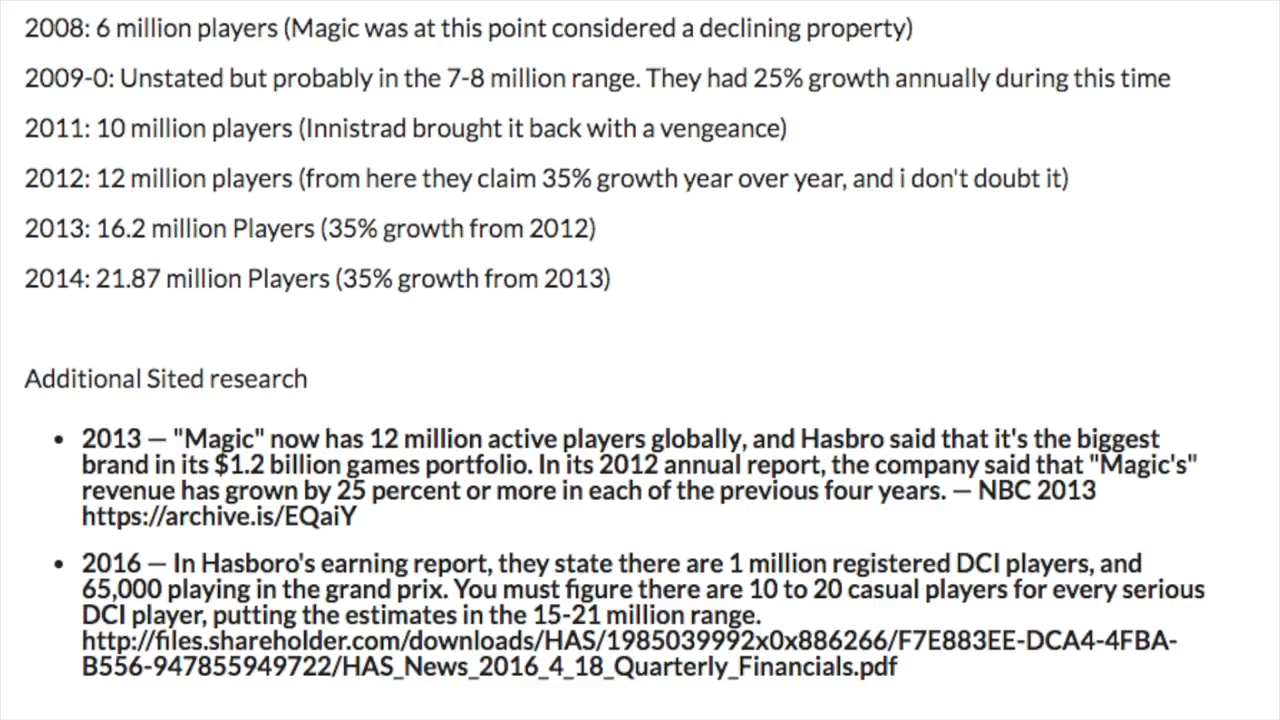 2008: 6 million players (Magic was at this point considered a declining property)
2009-0: Unstated but probably in the 7-8 million range. They had 25% growth annually during this time
2011: 10 million players (Innistrad brought it back with a vengeance)
2012: 12 million players (from here they claim 35% growth year over year, and i don't doubt it)
2013: 16.2 million Players (35% growth from 2012)
2014: 21.87 million Players (35% growth from 2013)
Additional Sited research
• 2013 — "Magic" now has 12 million active players globally, and Hasbro said that it's the biggest
brand in its $1.2 billion games portfolio. In its 2012 annual report, the company said that "Magic's"
revenue has grown by 25 percent or more in each of the previous four years. — NBC 2013
https://archive.is/EQaiY
• 2016 — In Hasboro's earning report, they state there are 1 million registered DCI players, and
65,000 playing in the grand prix. You must figure there are 10 to 20 casual players for every serious
DCI player, putting the estimates in the 15-21 million range.
http://files.shareholder.com/downloads/HAS/1985039992x0x886266/F7E883EE-DCA4-4FBA-
B556-947855949722/HAS_News_2016_4_18_Quarterly_Financials.pdf